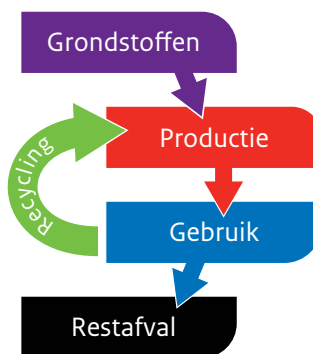 Grondstoffen
Productie
Recycling
Gebruik
Restafval